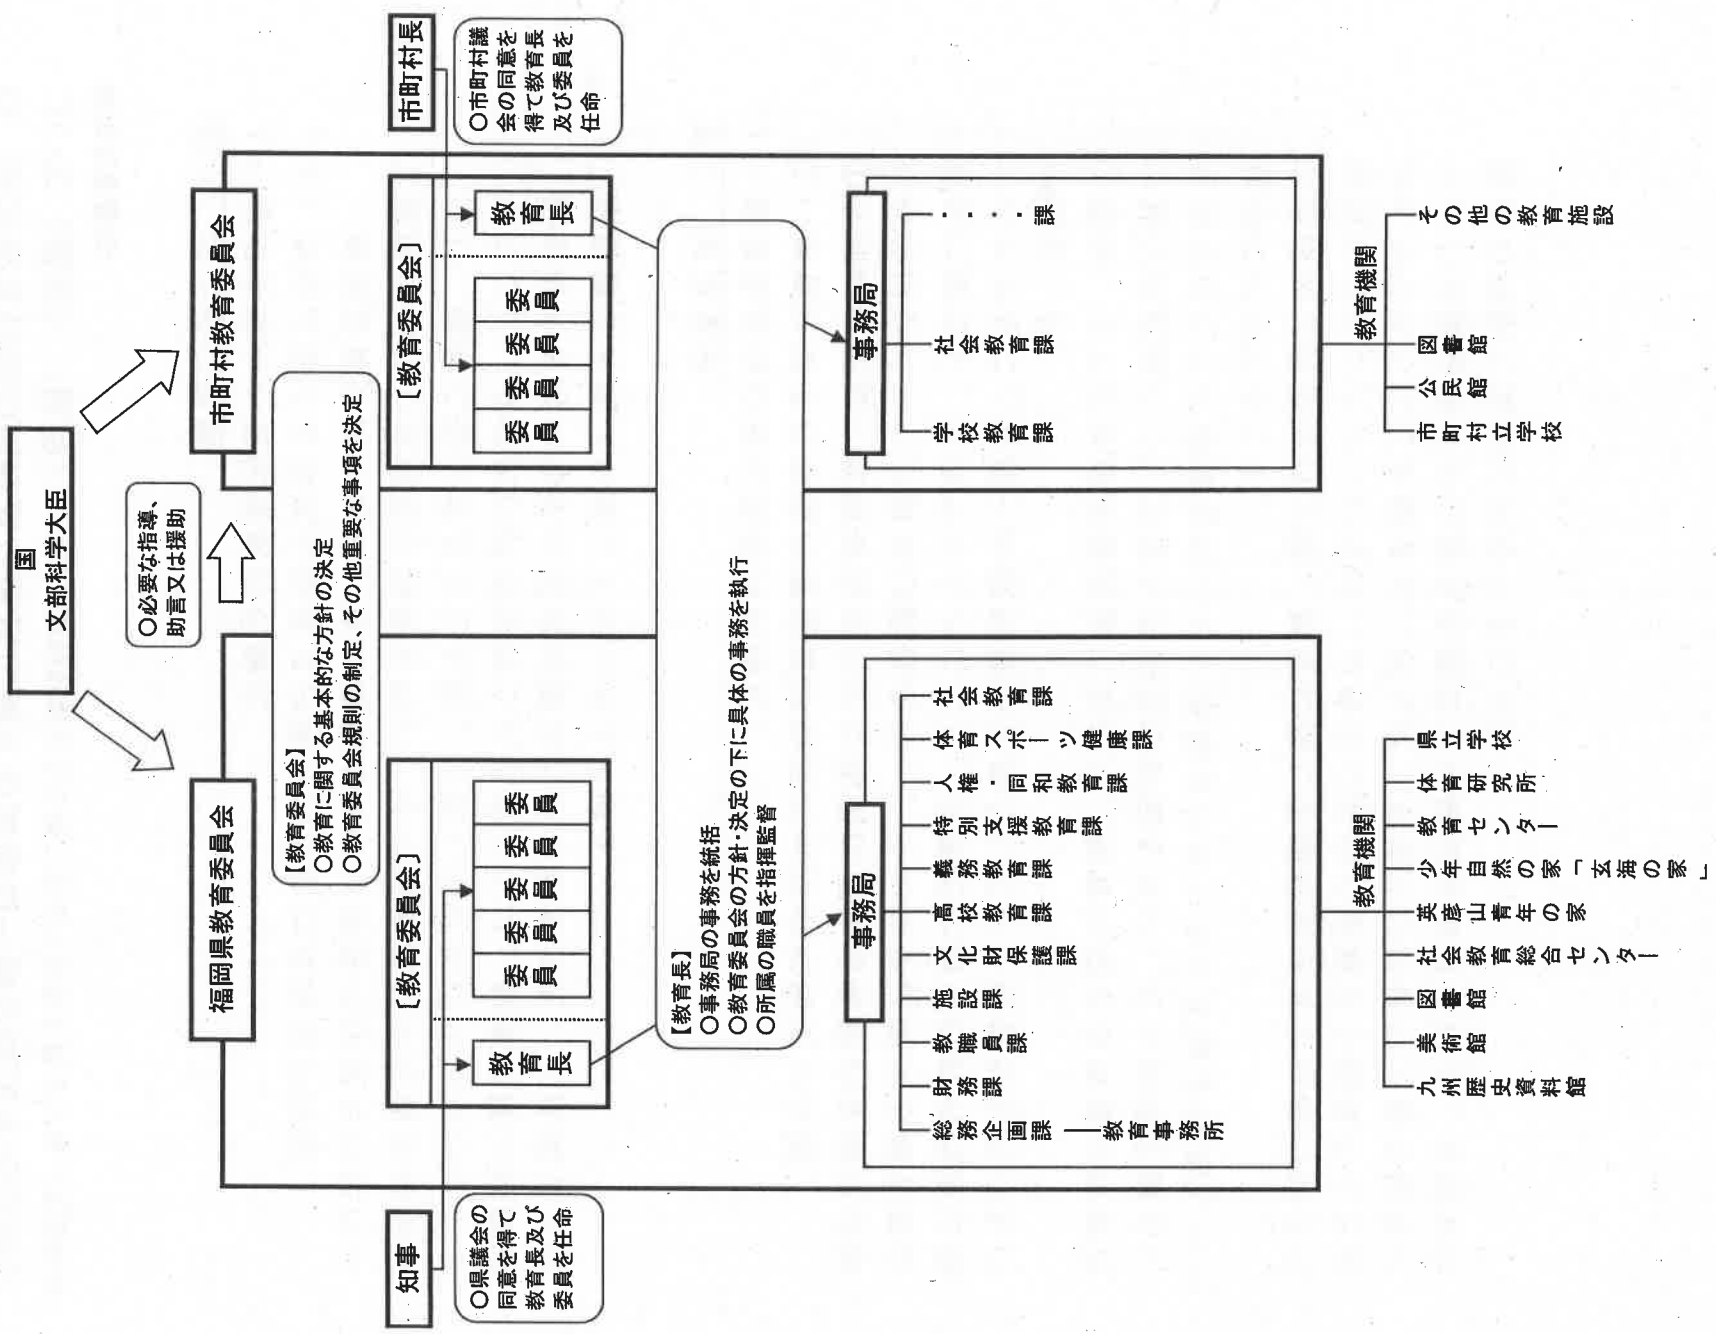 国
文部科学大臣
○必要な指導、
助言又は援助
福岡県教育委員会
市町村教育委員会
【教育委員会】
○教育に関する基本的な方針の決定
○教育委員会規則の制定、その他重要な事項を決定
知事
○県議会の
同意を得て
教育長及び
委員を任命
［教育委員会］
教育長
委員
委員
委員
委員
委員
［教育委員会］
委員
委員
委員
委員
教育長
市町村長
○市町村議
会の同意を
得て教育長
及び委員を
任命
【教育長】
○事務局の事務を統括
○教育委員会の方針・決定の下に具体の事務を執行
○所属の職員を指揮監督
事務局
総務企画課
教育事務所
財務課
教職員課
施設課
文化財保護課
高校教育課
義務教育課
特別支援教育課
人権・同和教育課
体育スポーツ健康課
社会教育課
事務局
学校教育課
社会教育課
・・・・課
教育機関
九州歴史資料館
美術館
図書館
社会教育総合センター
英彦山青年の家
少年自然の家「玄海の家」
教育センター
体育研究所
県立学校
教育機関
市町村立学校
公民館
図書館
その他の教育施設